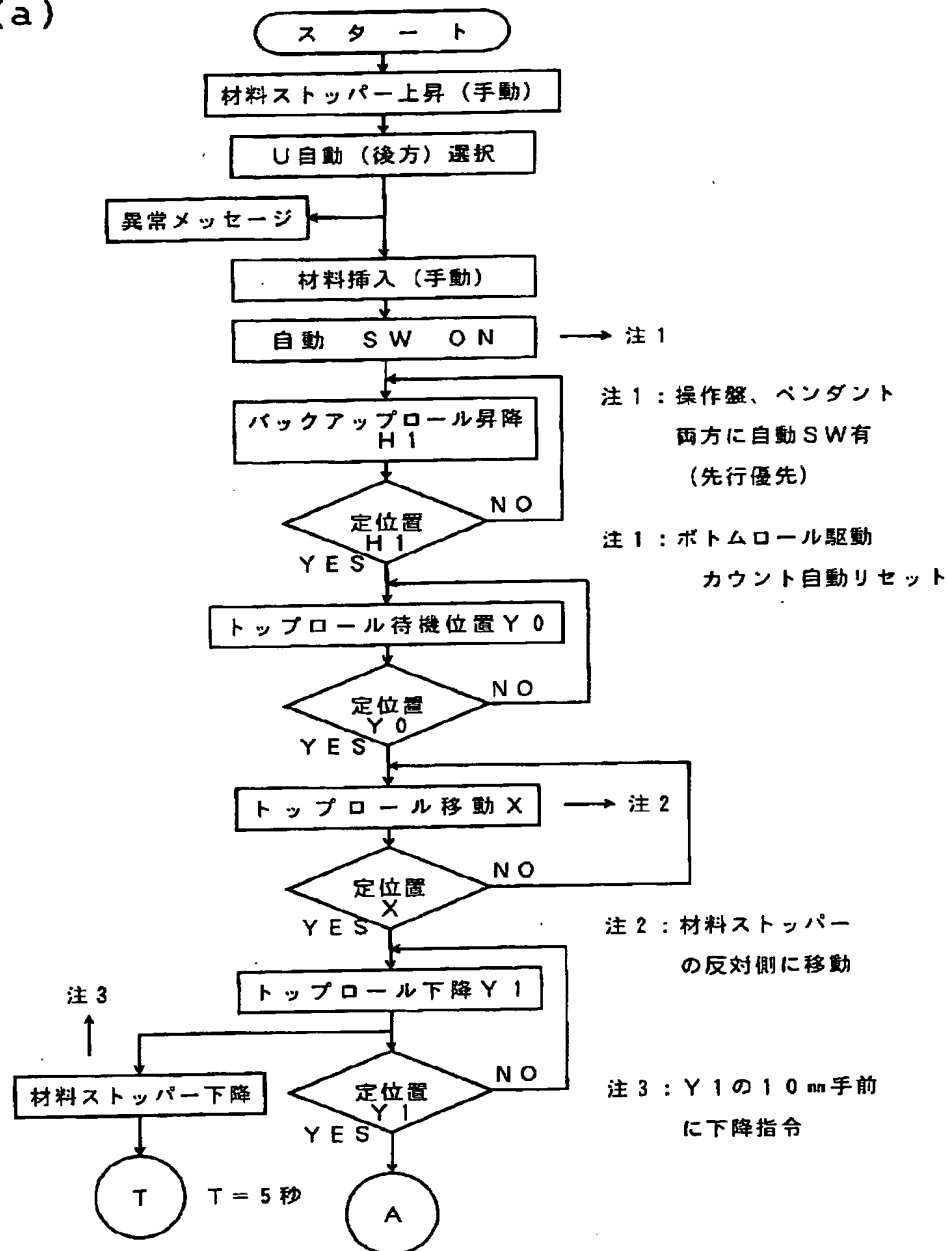 (a)
スタート
材料ストッパー上昇(手動)
U自動(後方)選択
異常メッセージ
材料挿入(手動)
自動 SW ON
注1
バックアップロール昇降
H1
注1:操作盤、ペンダント
両方に自動SW有
(先行優先)
定位置
H1
NO
YES
注1:ボトムロール駆動
カウント自動リセット
トップロール待機位置Y0
定位置
Y0
NO
YES
トップロール移動X
注2
定位置
X
NO
YES
注2:材料ストッパー
の反対側に移動
トップロール下降Y1
注3
材料ストッパー下降
定位置
Y1
NO
YES
注3:Y1の10㎜手前
に下降指令
T
T=5秒
A